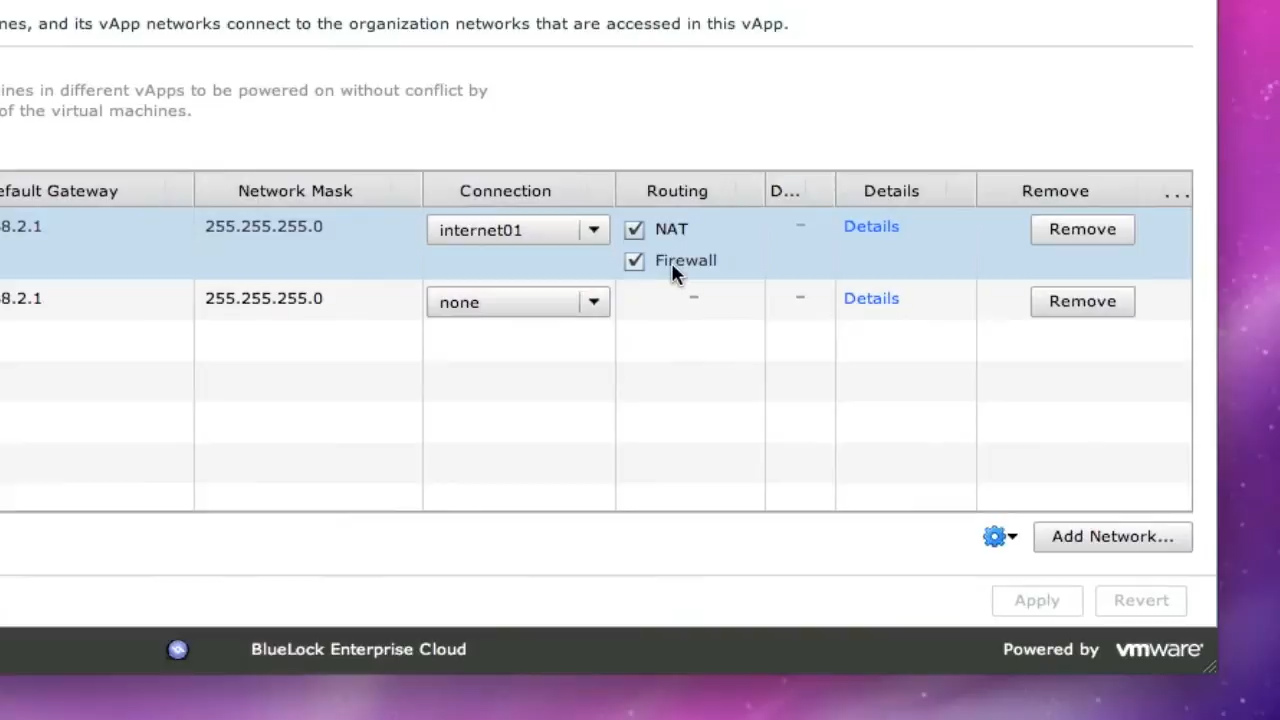 nes, and its vApp networks connect to the organization networks that are accessed in this vApp.
ines in different vApps to be powered on without conflict by
of the virtual machines.
efault Gateway Network Mask Connection Routing D... Details Remove ...
8.2.1 255.255.255.0 internet01 NAT – Details Remove
Firewall
8.2.1 255.255.255.0 none – – Details Remove
Add Network...
Apply Revert
BlueLock Enterprise Cloud Powered by vmware